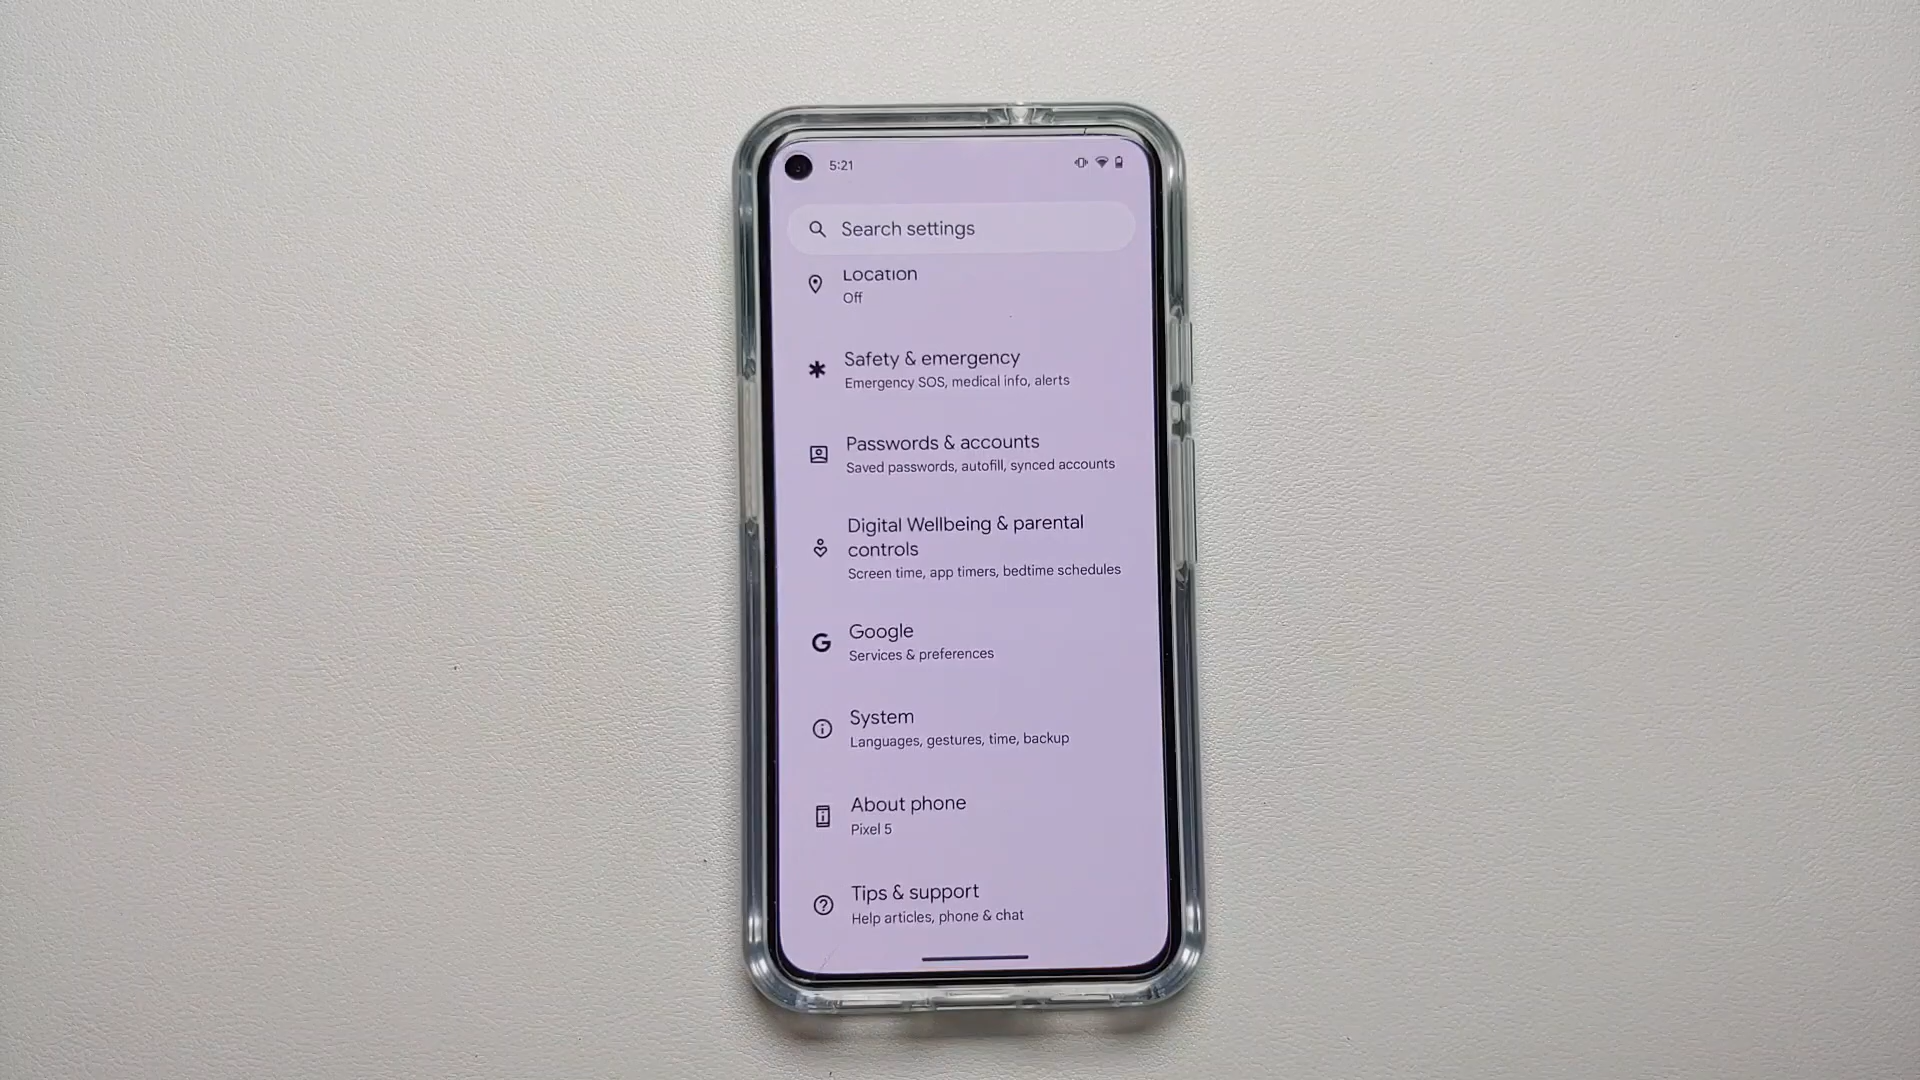 5:21
Search settings
Location
Off
Safety & emergency
Emergency SOS, medical info, alerts
Passwords & accounts
Saved passwords, autofill, synced accounts
Digital Wellbeing & parental
controls
Screen time, app timers, bedtime schedules
Google
Services & preferences
System
Languages, gestures, time, backup
About phone
Pixel 5
Tips & support
Help articles, phone & chat